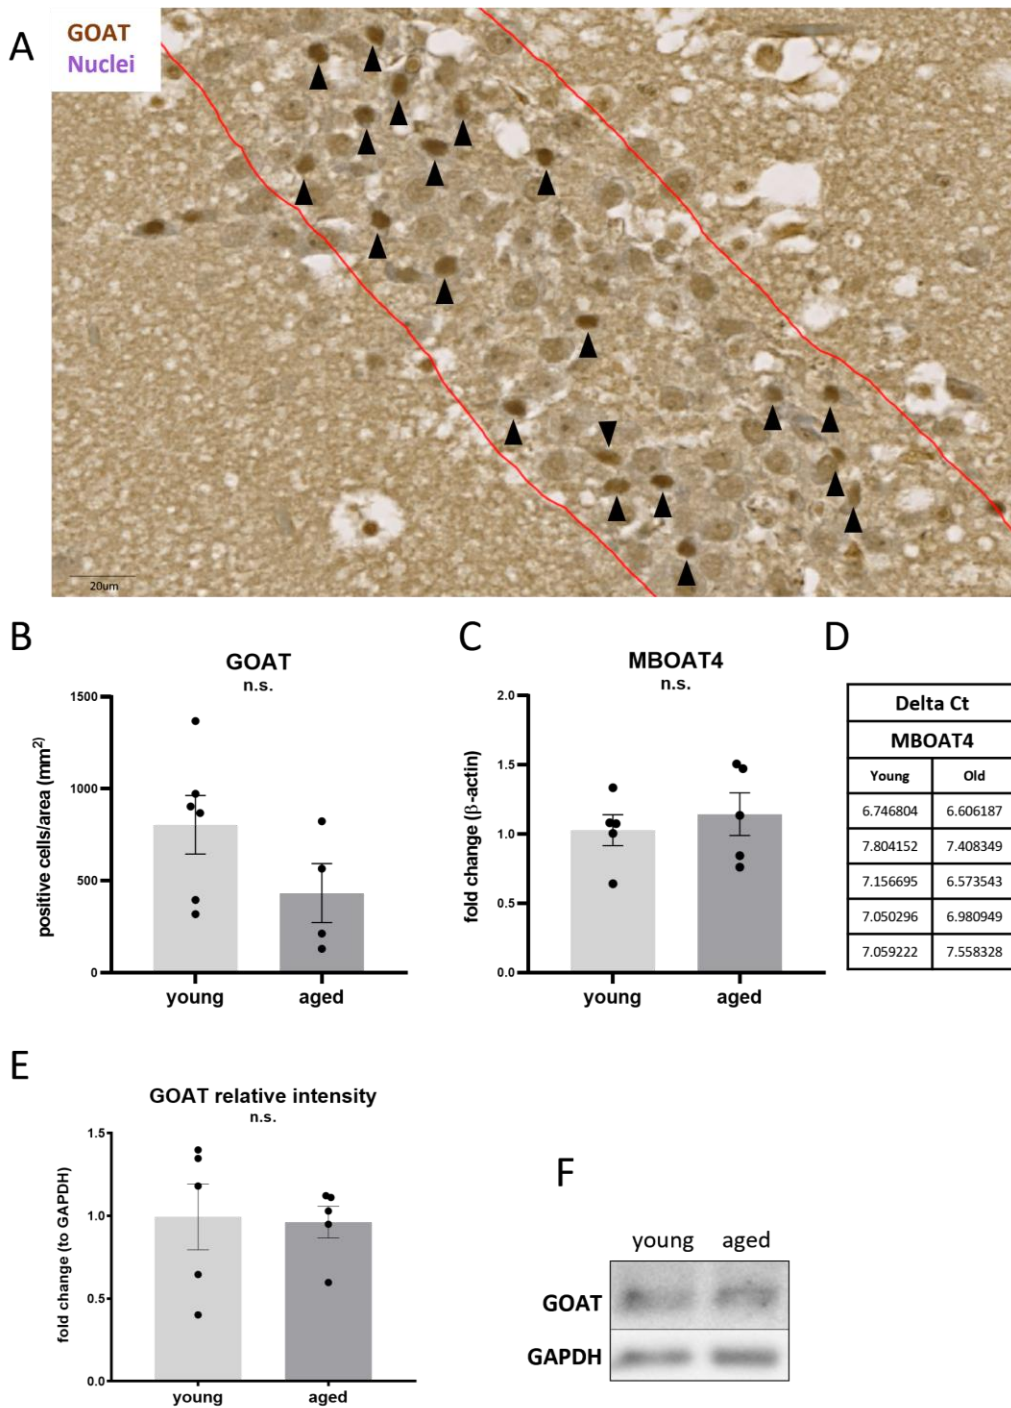 A
GOAT
Nuclei
20um
B
GOAT
n.s.
positive cells/area (mm²)
1500
1000
500
0
young
aged
C
MBOAT4
n.s.
fold change (β-actin)
2.0
1.5
1.0
0.5
0.0
young
aged
D
Delta Ct
MBOAT4
Young Old
6.746804 6.606187
7.804152 7.408349
7.156695 6.573543
7.050296 6.980949
7.059222 7.558328
E
GOAT relative intensity
n.s.
fold change (to GAPDH)
1.5
1.0
0.5
0.0
young
aged
F
young aged
GOAT
GAPDH